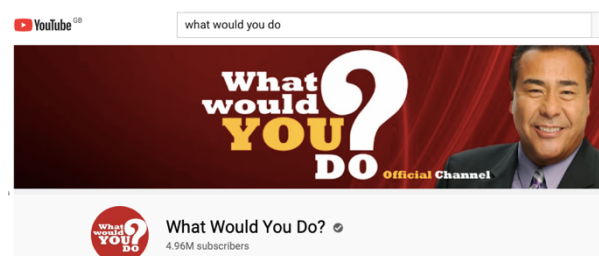 YouTube GB
what would you do
What
would
YOU?
DO
Official Channel
What
would
YOU?
DO
What Would You Do?
4.96M subscribers